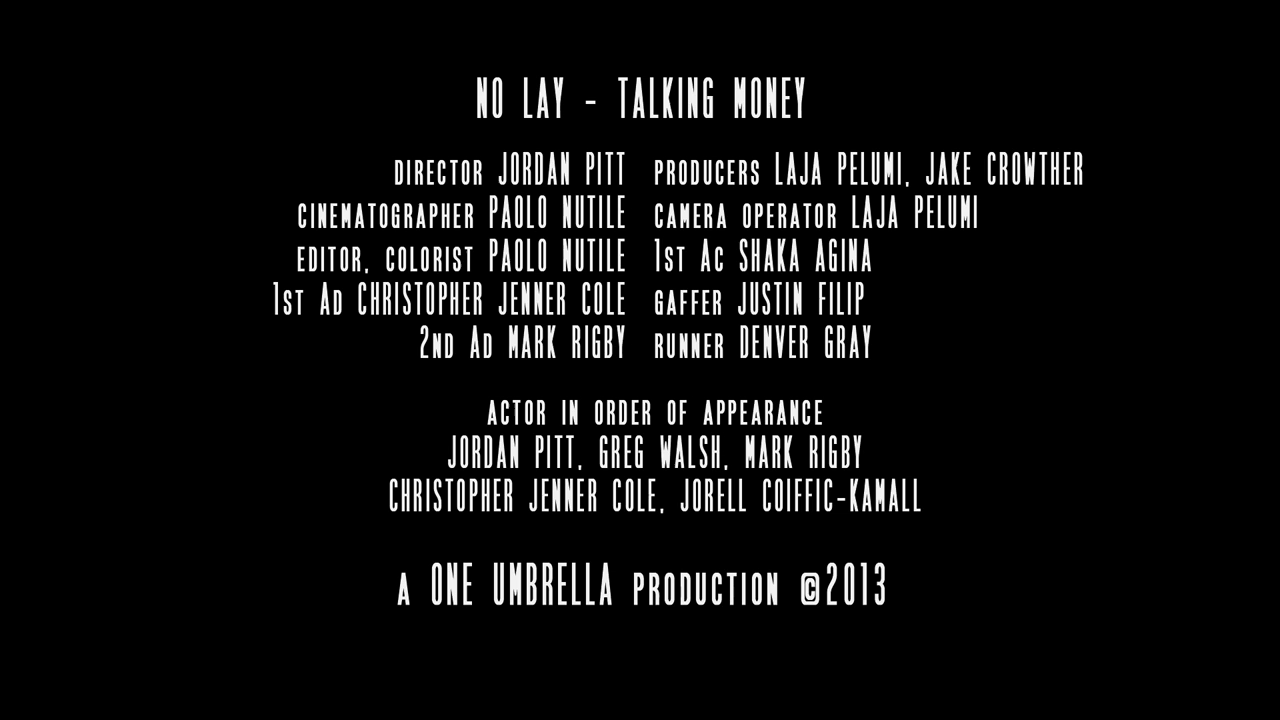 NO LAY - TALKING MONEY
DIRECTOR JORDAN PITT PRODUCERS LAJA PELUMI, JAKE CROWTHER
CINEMATOGRAPHER PAOLO NUTILE CAMERA OPERATOR LAJA PELUMI
EDITOR, COLORIST PAOLO NUTILE 1ST AC SHAKA AGINA
1ST AD CHRISTOPHER JENNER COLE GAFFER JUSTIN FILIP
2ND AD MARK RIGBY RUNNER DENVER GRAY
ACTOR IN ORDER OF APPEARANCE
JORDAN PITT, GREG WALSH, MARK RIGBY
CHRISTOPHER JENNER COLE, JORELL COIFFIC-KAMALL
A ONE UMBRELLA PRODUCTION ©2013